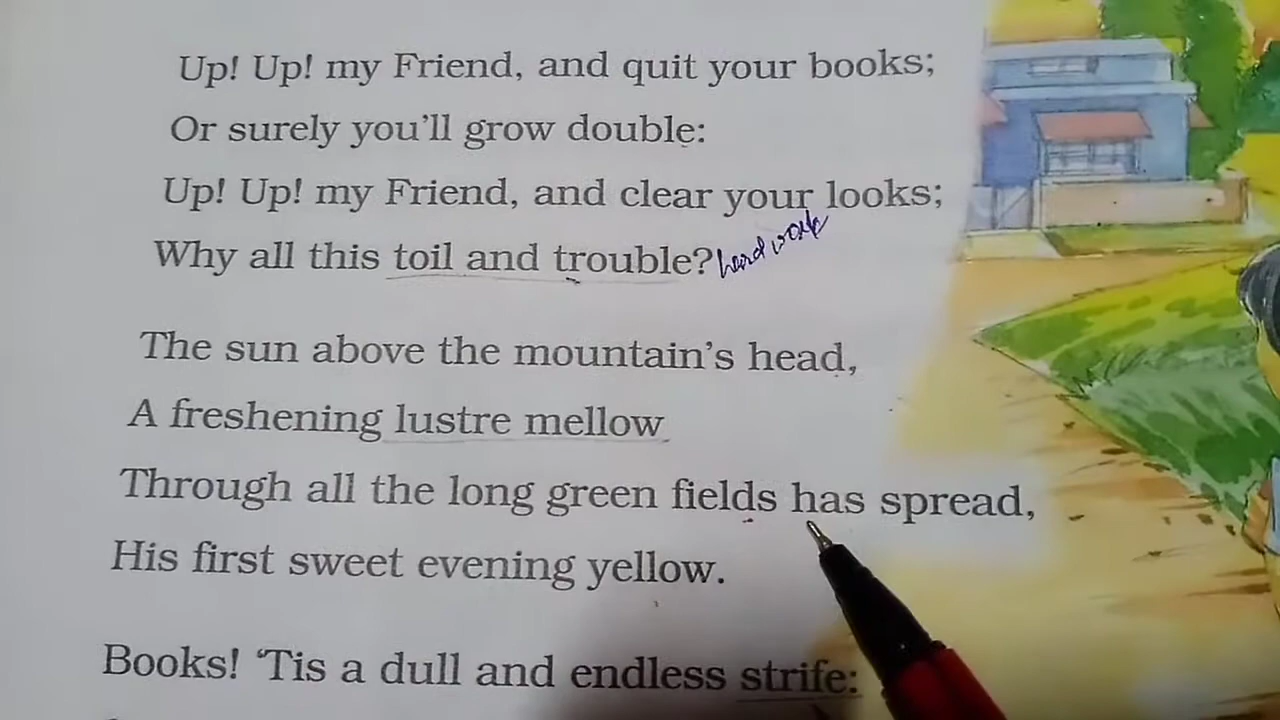 Up! Up! my Friend, and quit your books;
Or surely you'll grow double:
Up! Up! my Friend, and clear your looks;
Why all this toil and trouble? hard work
The sun above the mountain's head,
A freshening lustre mellow
Through all the long green fields has spread,
His first sweet evening yellow.
Books! ‘Tis a dull and endless strife: